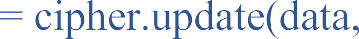 = cipher.update(data,